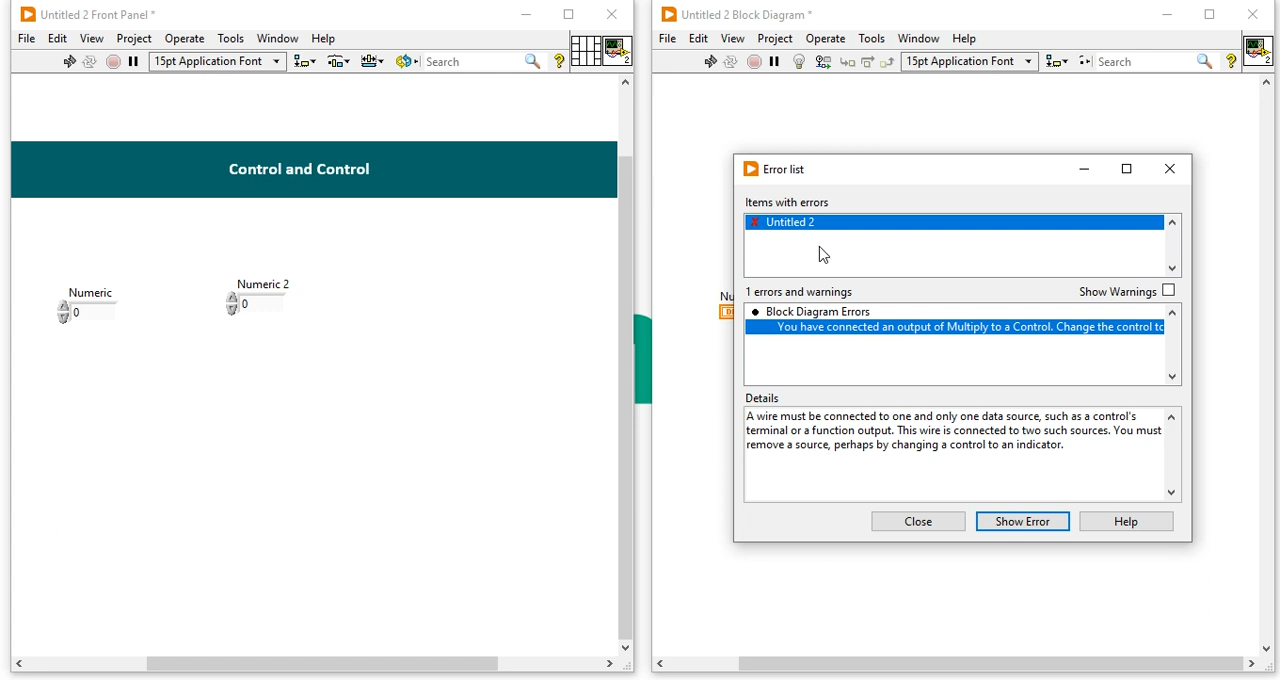 Untitled 2 Front Panel *
File Edit View Project Operate Tools Window Help
15pt Application Font
Search
?
2
Control and Control
Numeric
0
Numeric 2
0
Untitled 2 Block Diagram *
File Edit View Project Operate Tools Window Help
15pt Application Font
Search
?
2
Nu
Error list
Items with errors
Untitled 2
1 errors and warnings
Show Warnings
Block Diagram Errors
You have connected an output of Multiply to a Control. Change the control to
Details
A wire must be connected to one and only one data source, such as a control's
terminal or a function output. This wire is connected to two such sources. You must
remove a source, perhaps by changing a control to an indicator.
Close
Show Error
Help